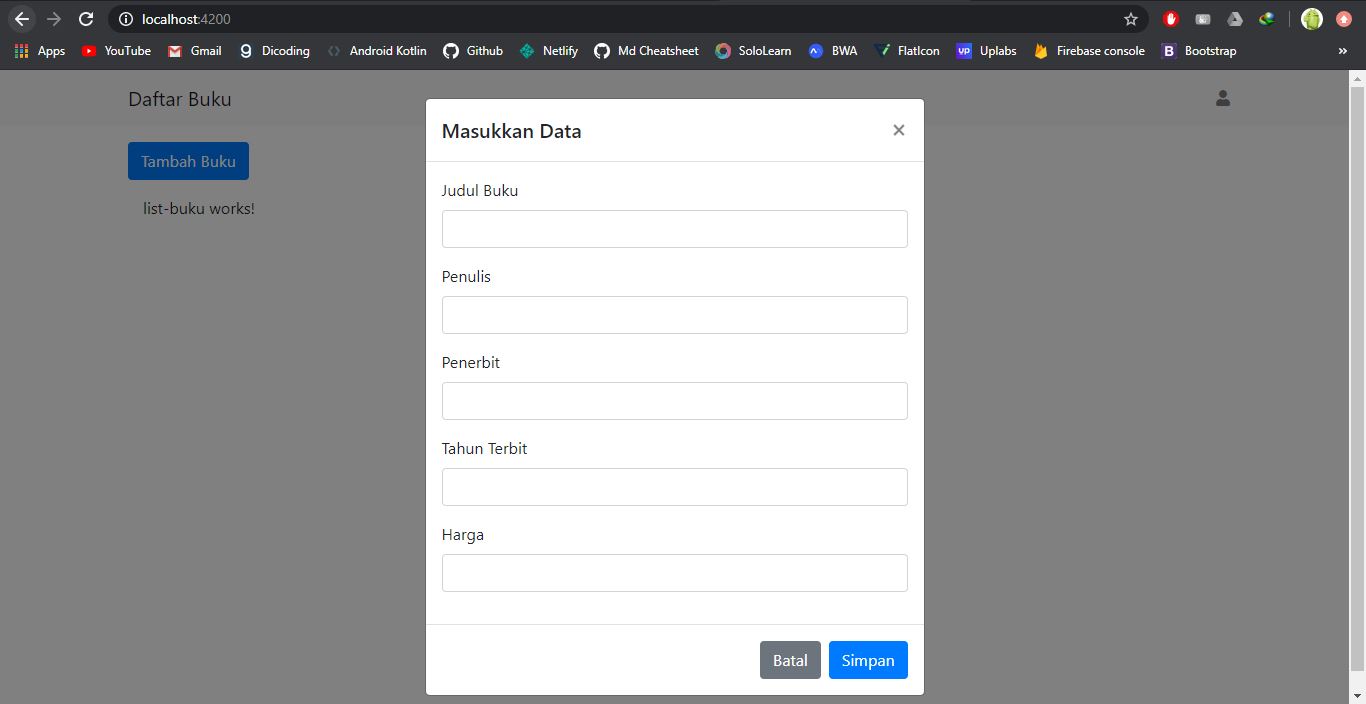 localhost:4200
Apps YouTube Gmail Dicoding Android Kotlin Github Netlify Md Cheatsheet SoloLearn BWA FlatIcon Uplabs Firebase console Bootstrap »
Daftar Buku
Tambah Buku
list-buku works!
Masukkan Data ×
Judul Buku
Penulis
Penerbit
Tahun Terbit
Harga
Batal Simpan